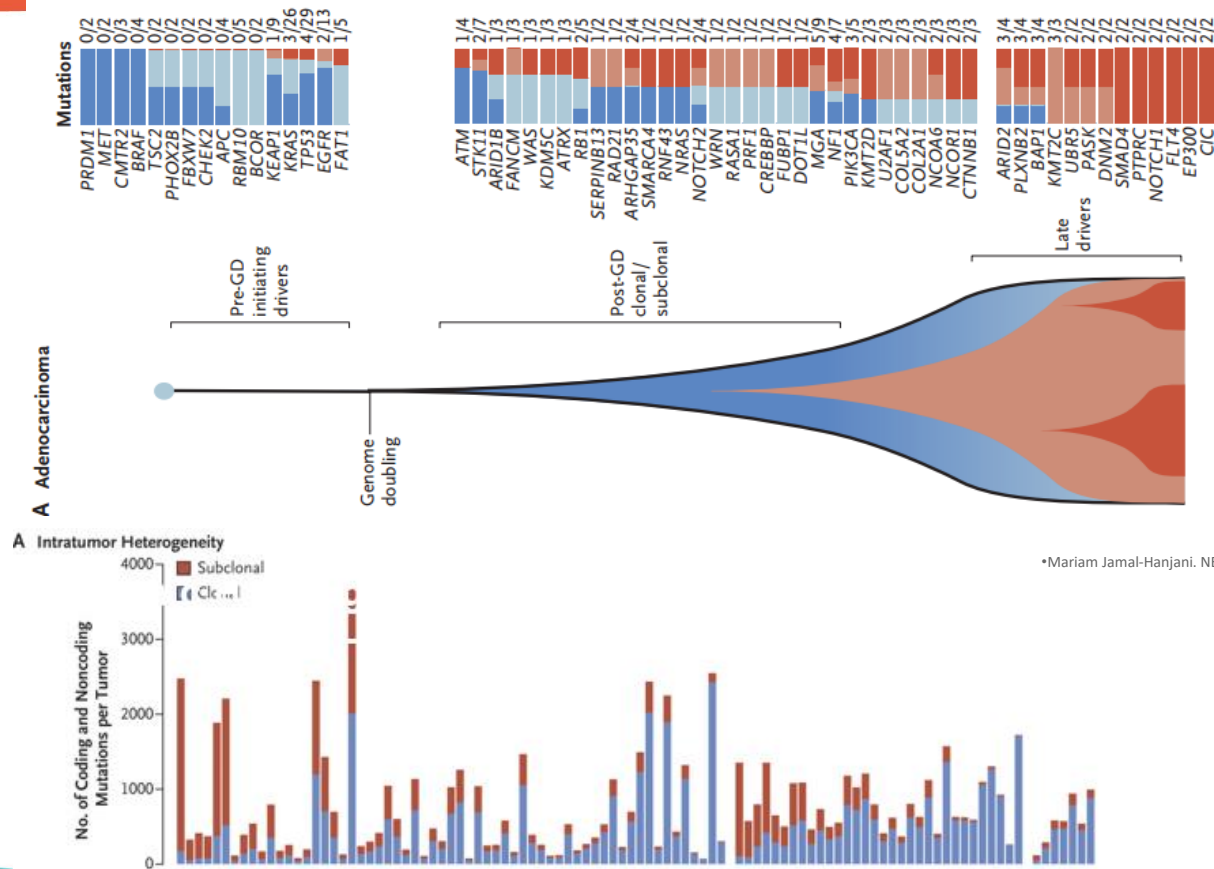 Mutations
0/2 0/2 0/3 0/4 0/2 0/2 0/2 0/2 0/4 0/5 0/2 1/9 3/26 4/29 2/13 1/5
1/4 2/7 1/3 1/3 1/3 1/3 1/3 2/5 1/2 1/2 2/4 1/2 1/2 1/2 2/4 1/2 1/2 1/2 1/2 1/2 1/2 5/9 4/7 3/5 2/3 2/3 2/3 2/3 2/3 2/3 2/3
3/4 3/4 3/4 3/3 2/2 2/2 2/2 2/2 2/2 2/2 2/2 2/2 2/2
PRDM1 MET CMTR2 BRAF TSC2 PHOX2B FBXW7 CHEK2 APC RBM10 BCOR KEAP1 KRAS TP53 EGFR FAT1
ATM STK11 ARID1B FANCM WAS KDM5C ATRX RB1 SERPINB13 RAD21 ARHGAP35 SMARCA4 RNF43 NRAS NOTCH2 WRN RASA1 PRF1 CREBBP FUBP1 DOT1L MGA NF1 PIK3CA KMT2D U2AF1 COL5A2 COL2A1 NCOA6 NCOR1 CTNNB1
ARID2 PLXNB2 BAP1 KMT2C UBR5 PASK DNM2 SMAD4 PTPRC NOTCH1 FLT4 EP300 CIC
Pre-GD
initiating
drivers
Post-GD
clonal/
subclonal
Late
drivers
A Adenocarcinoma
Genome
doubling
A Intratumor Heterogeneity
•Mariam Jamal-Hanjani.
Subclonal
No. of Coding and Noncoding
Mutations per Tumor
4000
3000
2000
1000
0